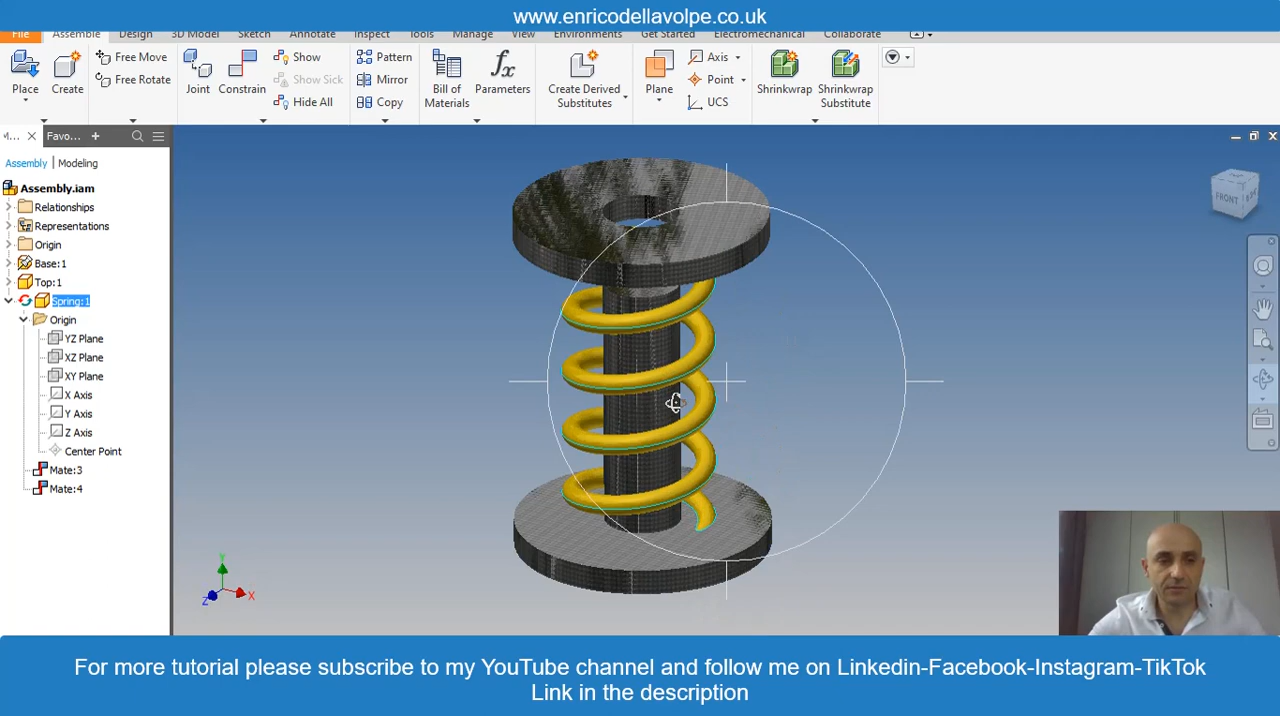 www.enricodellavolpe.co.uk
File Assemble Design 3D Model Sketch Annotate Inspect Tools Manage View Environments Get Started Electromechanical Collaborate
Place
Create
Free Move
Free Rotate
Joint
Constrain
Show
Show Sick
Hide All
Pattern
Mirror
Copy
Bill of Materials
fx
Parameters
Create Derived Substitutes
Plane
Axis
Point
UCS
Shrinkwrap
Shrinkwrap Substitute
M... Favo...
Assembly | Modeling
Assembly.iam
Relationships
Representations
Origin
Base:1
Top:1
Spring:1
Origin
YZ Plane
XZ Plane
XY Plane
X Axis
Y Axis
Z Axis
Center Point
Mate:3
Mate:4
FRONT
Y
Z
X
For more tutorial please subscribe to my YouTube channel and follow me on Linkedin-Facebook-Instagram-TikTok
Link in the description